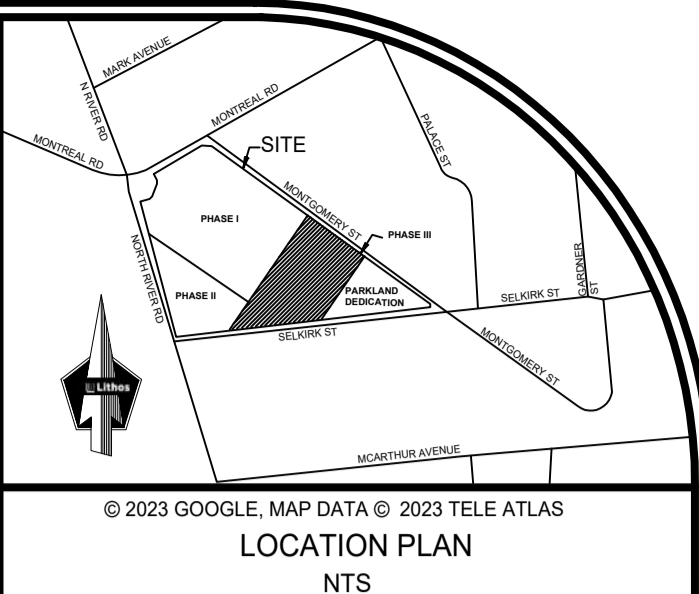 MARK AVENUE
N RIVER RD
MONTREAL RD
MONTREAL RD
PALACE ST
SITE
MONTGOMERY ST
PHASE I
PHASE III
NORTH RIVER RD
PHASE II
PARKLAND
DEDICATION
GARDNER
ST
SELKIRK ST
SELKIRK ST
MONTGOMERY ST
Lithos
MCARTHUR AVENUE
© 2023 GOOGLE, MAP DATA © 2023 TELE ATLAS
LOCATION PLAN
NTS